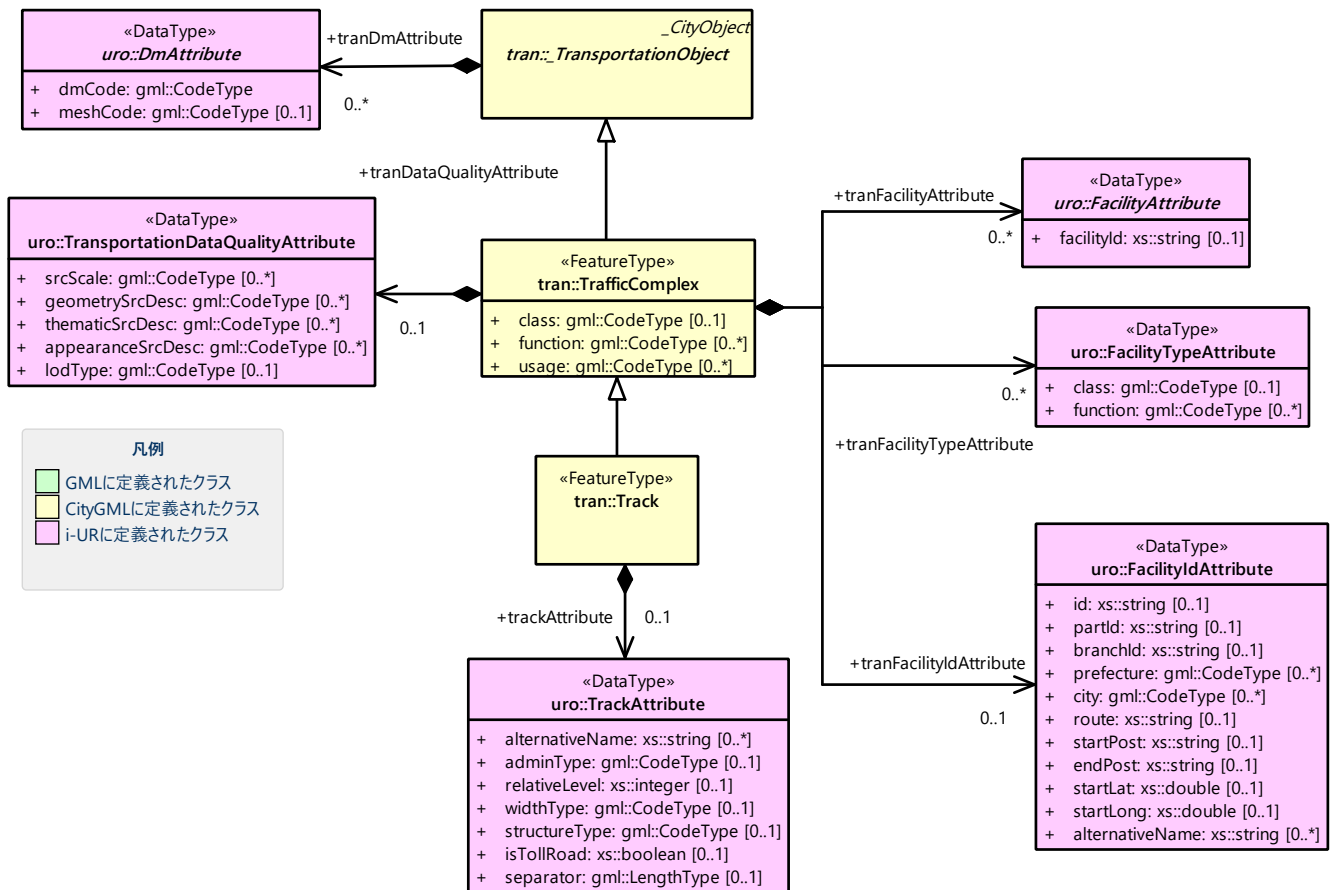 «DataType»
uro::DmAttribute
+ dmCode: gml::CodeType
+ meshCode: gml::CodeType [0..1]
+tranDmAttribute
0..*
_CityObject
tran::_TransportationObject
+tranDataQualityAttribute
«DataType»
uro::TransportationDataQualityAttribute
+ srcScale: gml::CodeType [0..*]
+ geometrySrcDesc: gml::CodeType [0..*]
+ thematicSrcDesc: gml::CodeType [0..*]
+ appearanceSrcDesc: gml::CodeType [0..*]
+ lodType: gml::CodeType [0..1]
0..1
«FeatureType»
tran::TrafficComplex
+ class: gml::CodeType [0..1]
+ function: gml::CodeType [0..*]
+ usage: gml::CodeType [0..*]
+tranFacilityAttribute
0..*
«DataType»
uro::FacilityAttribute
+ facilityId: xs::string [0..1]
«DataType»
uro::FacilityTypeAttribute
+ class: gml::CodeType [0..1]
+ function: gml::CodeType [0..*]
0..*
+tranFacilityTypeAttribute
凡例
GMLに定義されたクラス
CityGMLに定義されたクラス
i-URに定義されたクラス
«FeatureType»
tran::Track
+trackAttribute
0..1
«DataType»
uro::TrackAttribute
+ alternativeName: xs::string [0..*]
+ adminType: gml::CodeType [0..1]
+ relativeLevel: xs::integer [0..1]
+ widthType: gml::CodeType [0..1]
+ structureType: gml::CodeType [0..1]
+ isTollRoad: xs::boolean [0..1]
+ separator: gml::LengthType [0..1]
+tranFacilityIdAttribute
0..1
«DataType»
uro::FacilityIdAttribute
+ id: xs::string [0..1]
+ partId: xs::string [0..1]
+ branchId: xs::string [0..1]
+ prefecture: gml::CodeType [0..*]
+ city: gml::CodeType [0..*]
+ route: xs::string [0..1]
+ startPost: xs::string [0..1]
+ endPost: xs::string [0..1]
+ startLat: xs::double [0..1]
+ startLong: xs::double [0..1]
+ alternativeName: xs::string [0..*]